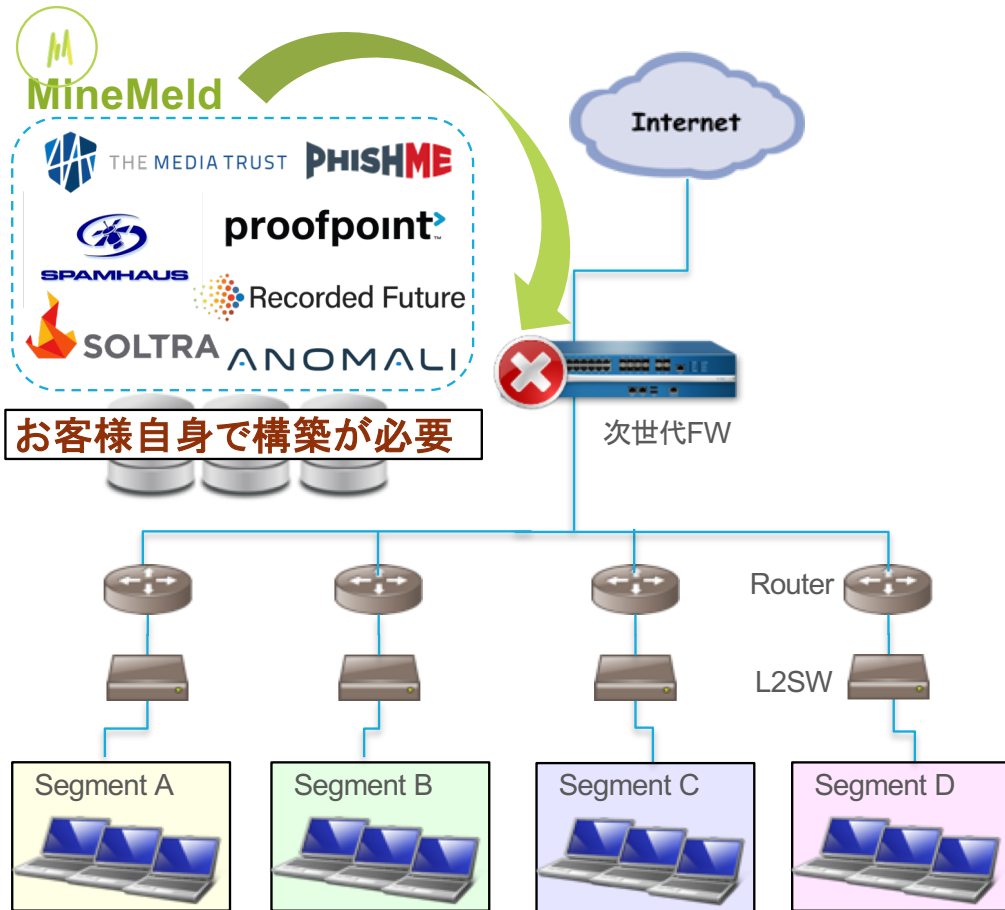 MineMeld
Internet
THE MEDIA TRUST
PHISHME
SPAMHAUS
proofpoint™
Recorded Future
SOLTRA
ANOMALI
お客様自身で構築が必要
次世代FW
Router
L2SW
Segment A
Segment B
Segment C
Segment D